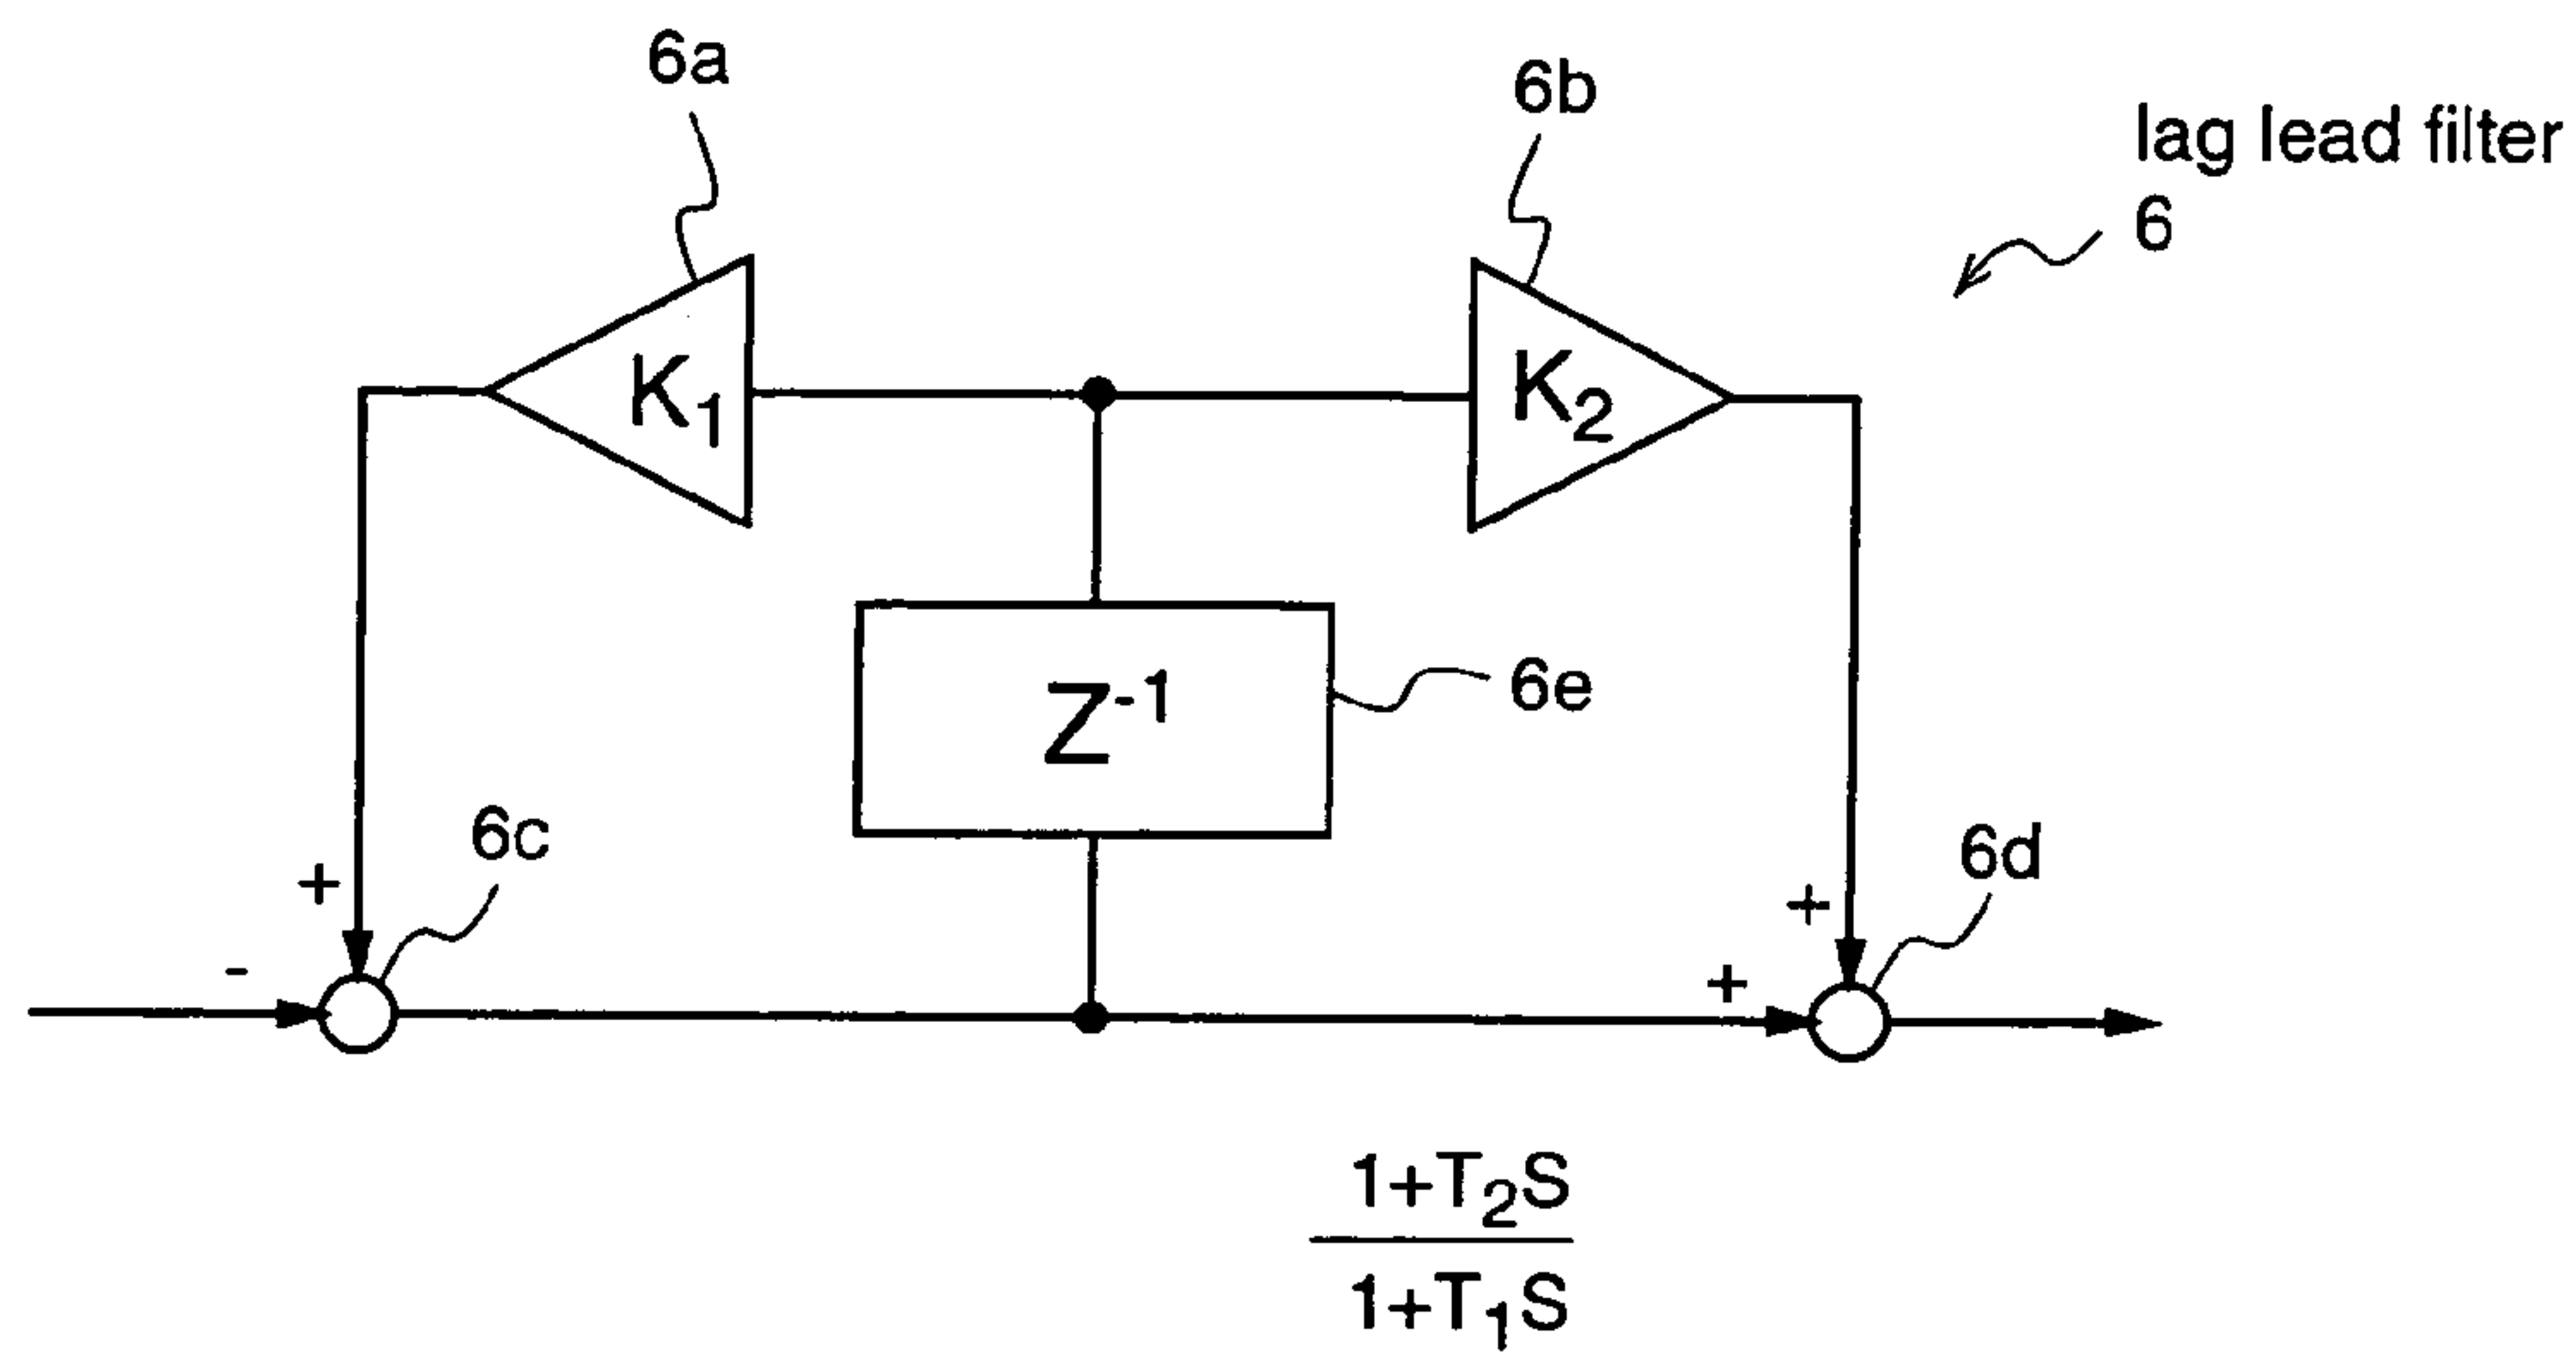 6a
6b
lag lead filter
6
K₁
K₂
Z⁻¹
6e
6c
6d
+
-
+
+
1+T₂S
1+T₁S